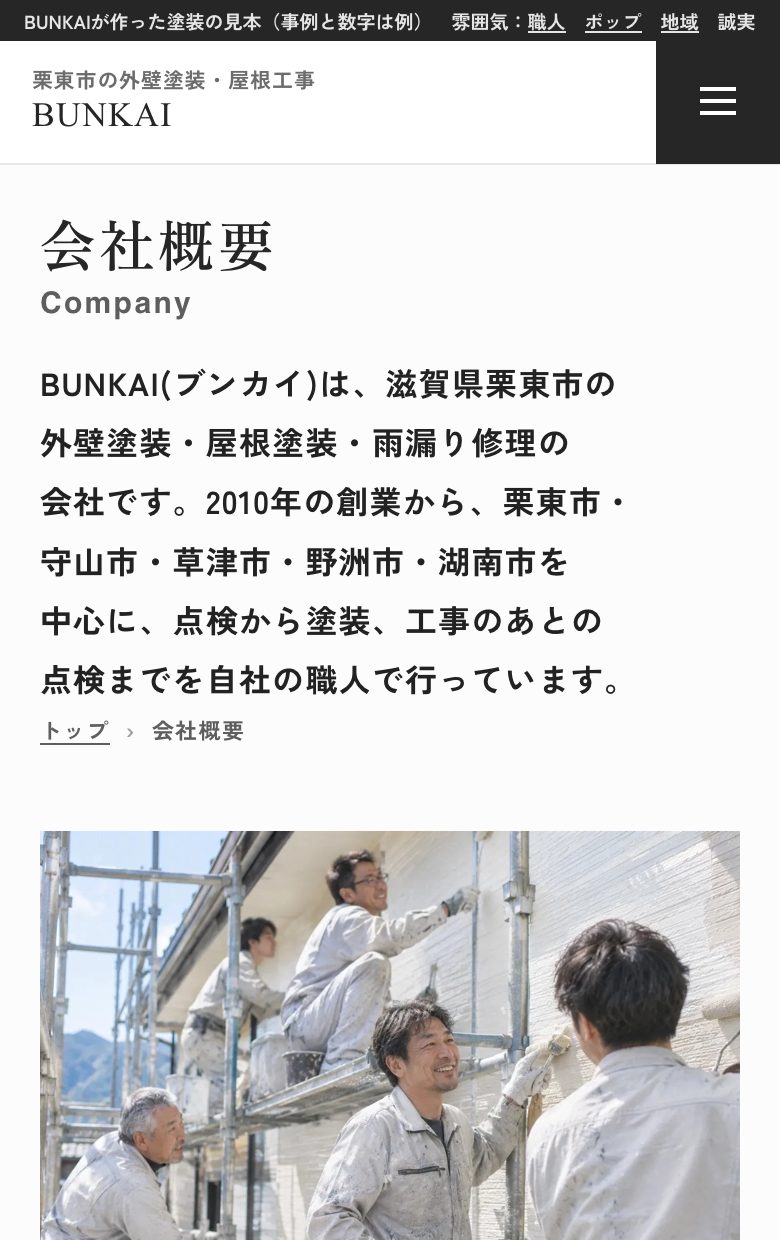 BUNKAIが作った塗装の見本（事例と数字は例） 雰囲気：職人 ポップ 地域 誠実
栗東市の外壁塗装・屋根工事
BUNKAI
会社概要
Company
BUNKAI(ブンカイ)は、滋賀県栗東市の
外壁塗装・屋根塗装・雨漏り修理の
会社です。2010年の創業から、栗東市・
守山市・草津市・野洲市・湖南市を
中心に、点検から塗装、工事のあとの
点検までを自社の職人で行っています。
トップ › 会社概要